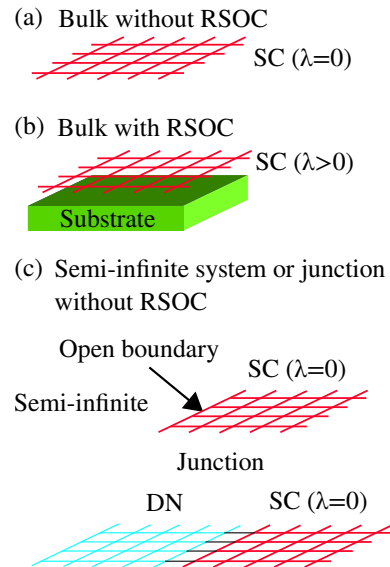 (a) Bulk without RSOC
SC (λ=0)
(b) Bulk with RSOC
SC (λ>0)
Substrate
(c) Semi-infinite system or junction
without RSOC
Open boundary
SC (λ=0)
Semi-infinite
Junction
DN
SC (λ=0)